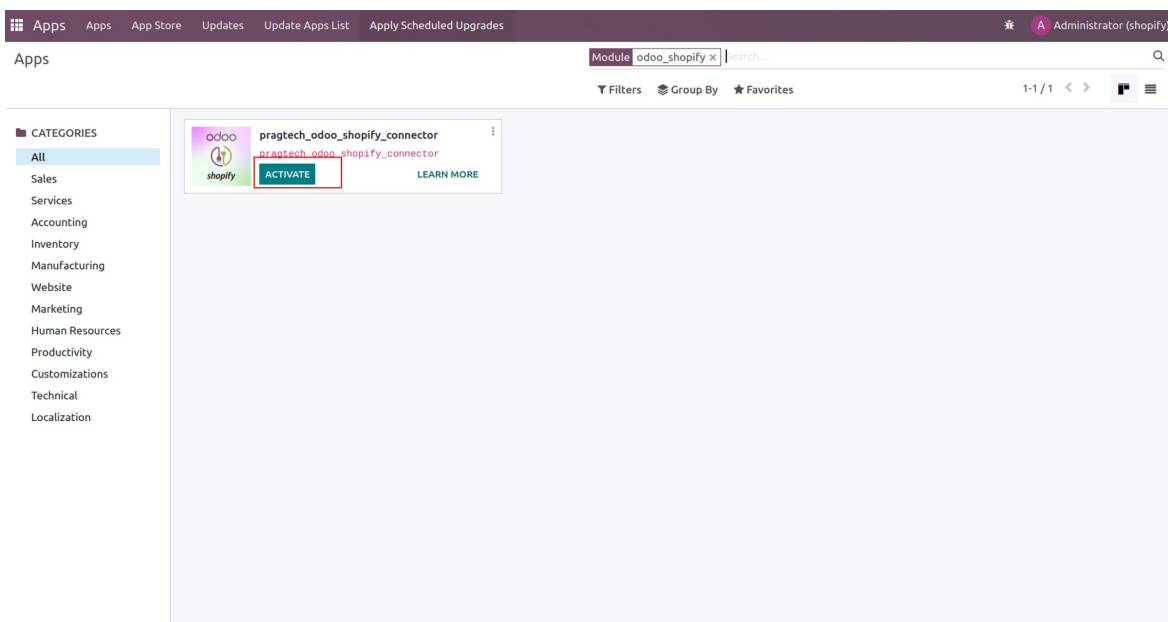 Apps Apps App Store Updates Update Apps List Apply Scheduled Upgrades A Administrator (shopify)
Apps
Module odoo_shopify × Search...
Filters Group By Favorites 1-1 / 1
CATEGORIES
All
Sales
Services
Accounting
Inventory
Manufacturing
Website
Marketing
Human Resources
Productivity
Customizations
Technical
Localization
odoo
shopify
pragtech_odoo_shopify_connector
pragtech_odoo_shopify_connector
ACTIVATE LEARN MORE